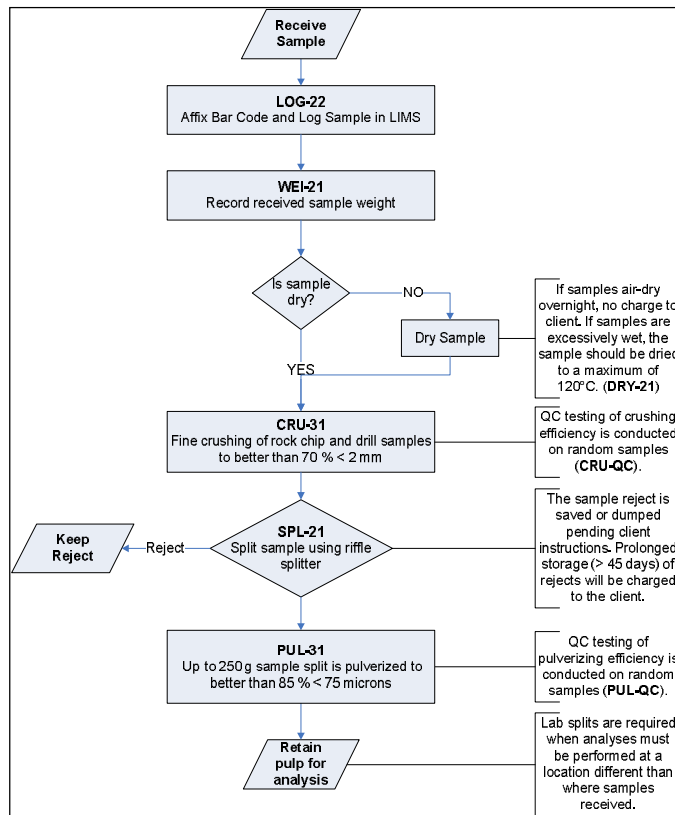 Receive
Sample
LOG-22
Affix Bar Code and Log Sample in LIMS
WEI-21
Record received sample weight
Is sample
dry?
NO
Dry Sample
If samples air-dry
overnight, no charge to
client. If samples are
excessively wet, the
sample should be dried
to a maximum of
120°C. (DRY-21)
YES
CRU-31
Fine crushing of rock chip and drill samples
to better than 70 % < 2 mm
QC testing of crushing
efficiency is conducted
on random samples
(CRU-QC).
Keep
Reject
Reject
SPL-21
Split sample using riffle
splitter
The sample reject is
saved or dumped
pending client
instructions. Prolonged
storage (> 45 days) of
rejects will be charged
to the client.
PUL-31
Up to 250 g sample split is pulverized to
better than 85 % < 75 microns
QC testing of
pulverizing efficiency is
conducted on random
samples (PUL-QC).
Retain
pulp for
analysis
Lab splits are required
when analyses must
be performed at a
location different than
where samples
received.